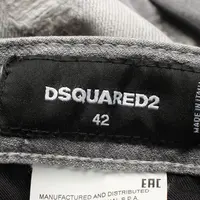 DSQUARED2
42
MADE IN ITALY
EAC
MANUFACTURED AND DISTRIBUTED
S.P.A.